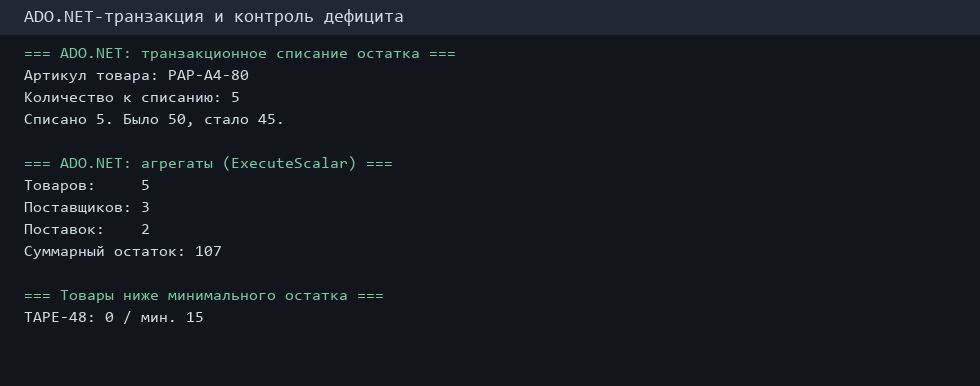 ADO.NET-транзакция и контроль дефицита
=== ADO.NET: транзакционное списание остатка ===
Артикул товара: PAP-A4-80
Количество к списанию: 5
Списано 5. Было 50, стало 45.
=== ADO.NET: агрегаты (ExecuteScalar) ===
Товаров:     5
Поставщиков: 3
Поставок:    2
Суммарный остаток: 107
=== Товары ниже минимального остатка ===
TAPE-48: 0 / мин. 15